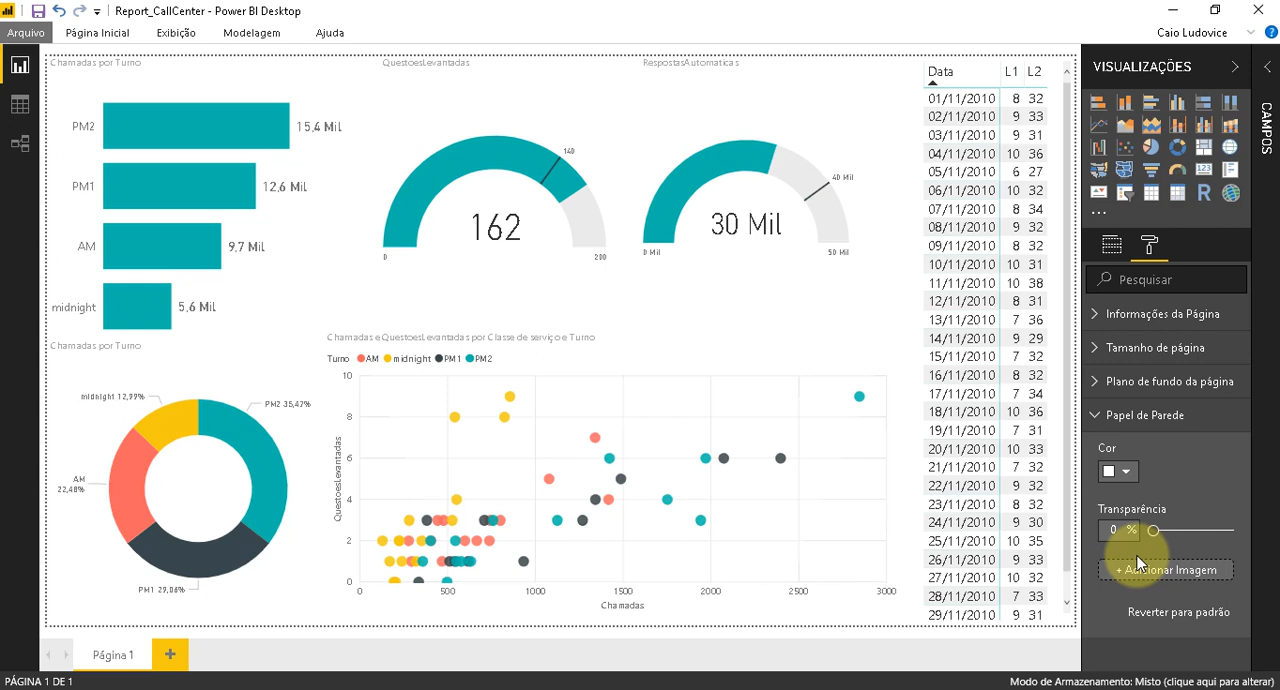 Report_CallCenter - Power BI Desktop
Arquivo
Página Inicial
Exibição
Modelagem
Ajuda
Caio Ludovice
Chamadas por Turno
PM2
15,4 Mil
PM1
12,6 Mil
AM
9,7 Mil
midnight
5,6 Mil
QuestoesLevantadas
140
162
0
200
RespostasAutomaticas
40 Mil
30 Mil
0 Mil
50 Mil
Data L1 L2
01/11/2010 8 32
02/11/2010 9 33
03/11/2010 9 31
04/11/2010 10 36
05/11/2010 6 27
06/11/2010 10 32
07/11/2010 8 34
08/11/2010 9 32
09/11/2010 8 32
10/11/2010 10 31
11/11/2010 10 38
12/11/2010 8 31
13/11/2010 7 36
14/11/2010 9 29
15/11/2010 7 32
16/11/2010 8 32
17/11/2010 7 34
18/11/2010 10 36
19/11/2010 7 31
20/11/2010 10 33
21/11/2010 7 32
22/11/2010 9 32
23/11/2010 8 32
24/11/2010 9 30
25/11/2010 10 35
26/11/2010 9 33
27/11/2010 10 32
28/11/2010 7 33
29/11/2010 9 31
Chamadas por Turno
midnight 12,99%
PM2 35,47%
AM
22,48%
PM1 29,06%
Chamadas e QuestoesLevantadas por Classe de serviço e Turno
Turno AM midnight PM1 PM2
QuestoesLevantadas
10
8
6
4
2
0
0 500 1000 1500 2000 2500 3000
Chamadas
VISUALIZAÇÕES
CAMPOS
123
R
Pesquisar
Informações da Página
Tamanho de página
Plano de fundo da página
Papel de Parede
Cor
Transparência
0 %
+ Adicionar Imagem
Reverter para padrão
Página 1
PÁGINA 1 DE 1
Modo de Armazenamento: Misto (clique aqui para alterar)